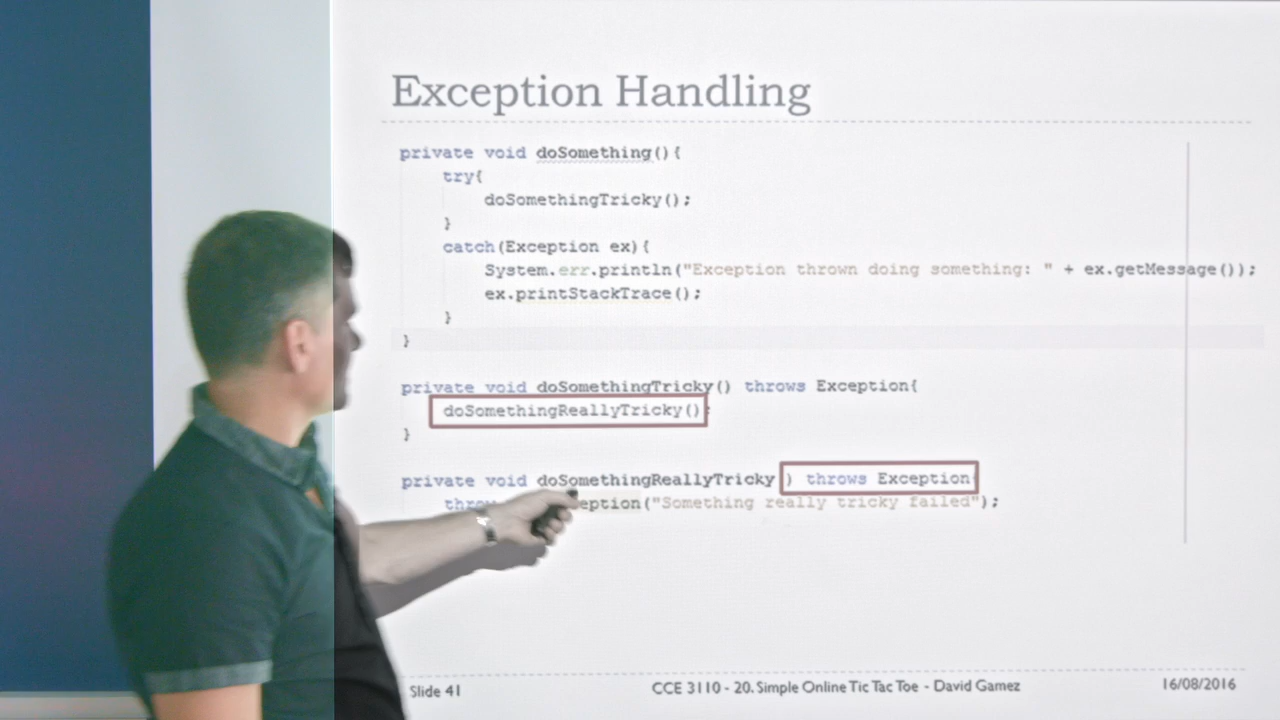 Exception Handling
private void doSomething(){
try{
doSomethingTricky();
}
catch(Exception ex){
System.err.println("Exception thrown doing something: " + ex.getMessage());
ex.printStackTrace();
}
}
private void doSomethingTricky() throws Exception{
doSomethingReallyTricky();
}
private void doSomethingReallyTricky ) throws Exception
("Something really tricky failed");
Slide 41
CCE 3110 - 20. Simple Online Tic Tac Toe - David Gamez
16/08/2016